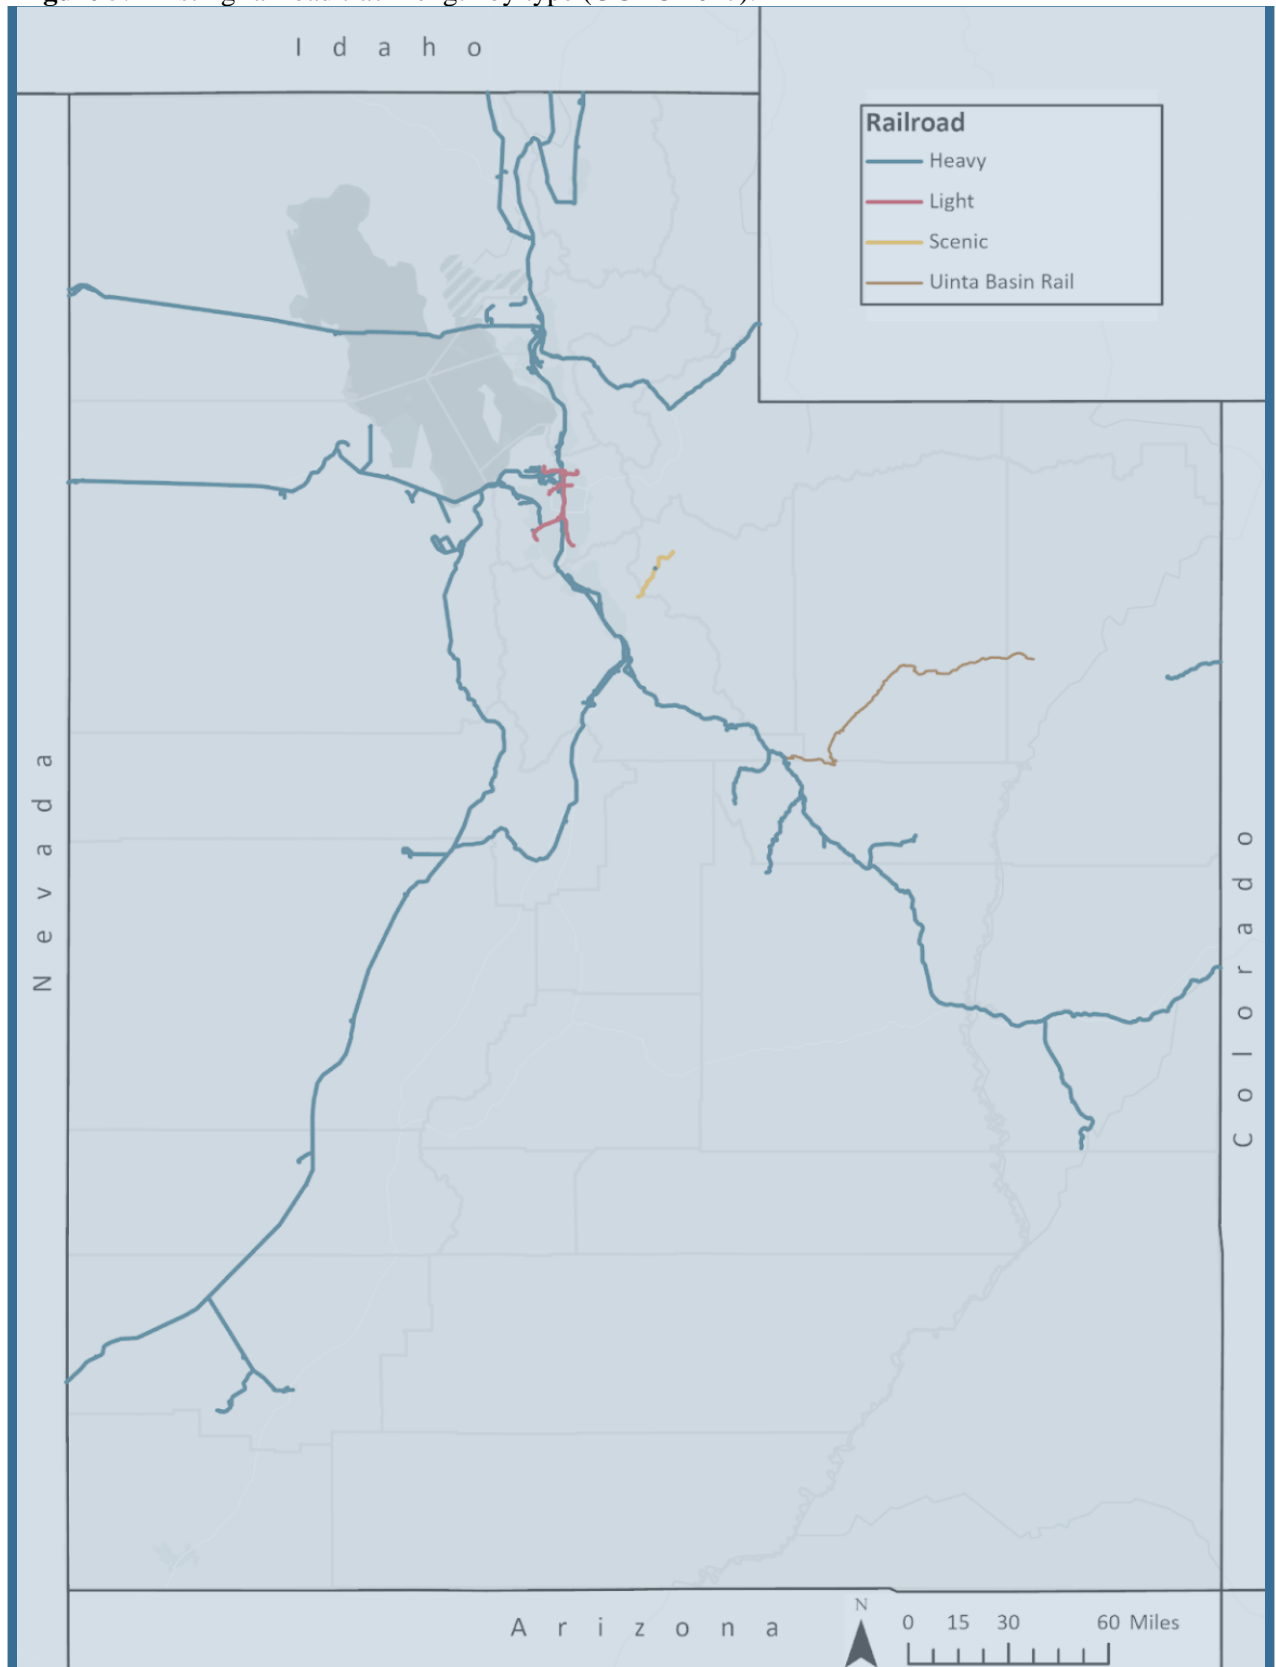 Idaho
Railroad
Heavy
Light
Scenic
Uinta Basin Rail
Nevada
Colorado
Arizona
N
0 15 30 60 Miles